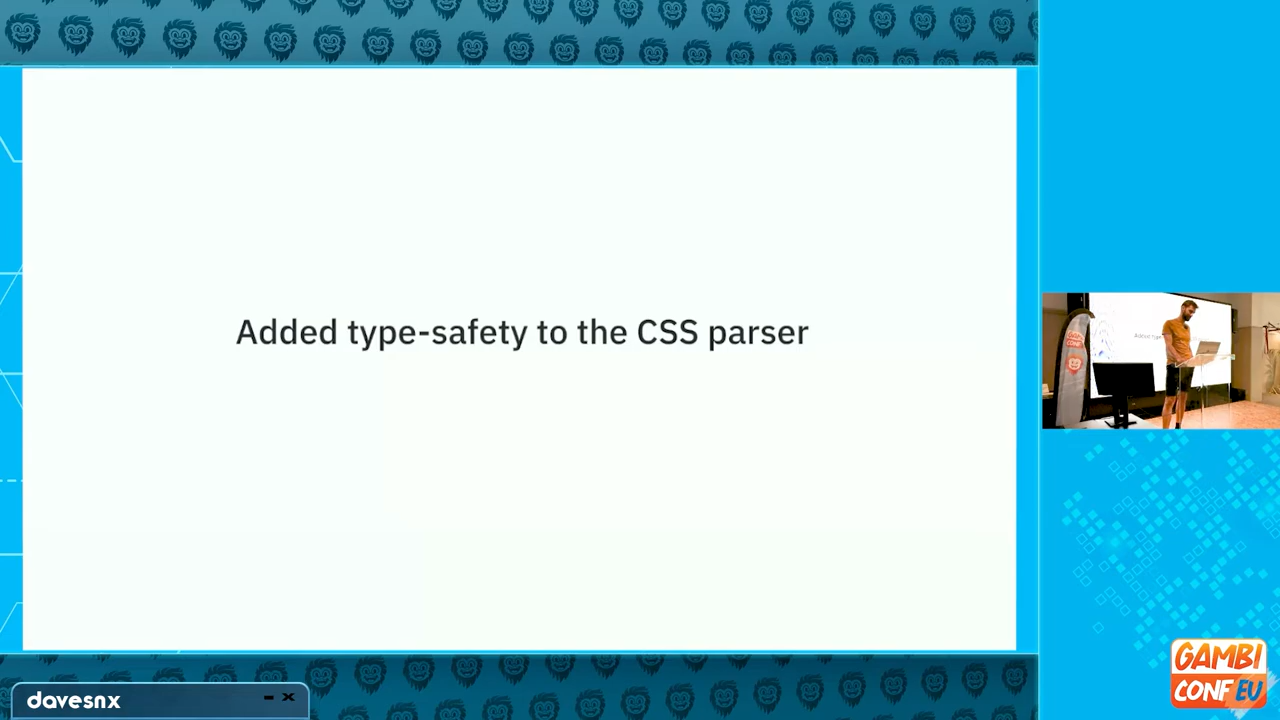 Added type-safety to the CSS parser
davesnx
GAMBI
CONF EU